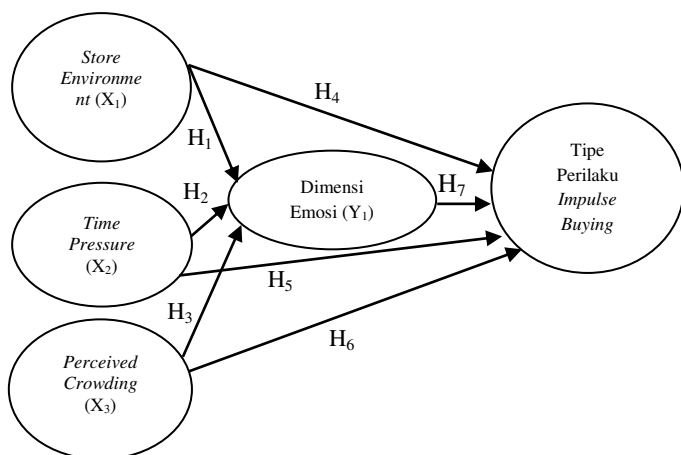 Store
Environme
nt (X₁)
H₄
H₁
Tipe
Perilaku
Impulse
Buying
Dimensi
Emosi (Y₁)
H₇
H₂
Time
Pressure
(X₂)
H₅
H₃
H₆
Perceived
Crowding
(X₃)